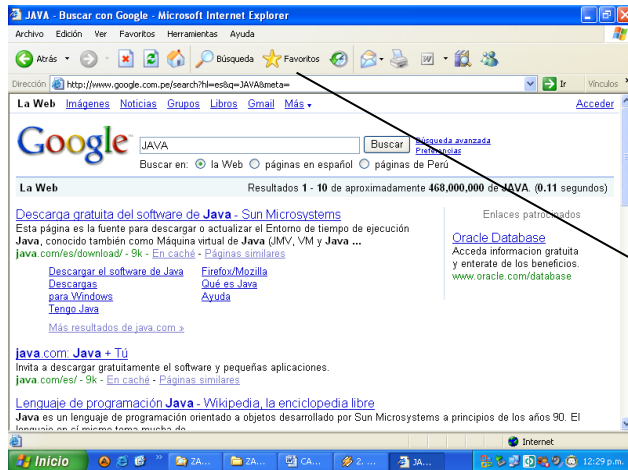 JAVA - Buscar con Google - Microsoft Internet Explorer
Archivo Edición Ver Favoritos Herramientas Ayuda
Atrás Búsqueda Favoritos
Dirección http://www.google.com.pe/search?hl=es&q=JAVA&meta= Ir Vínculos
La Web Imágenes Noticias Grupos Libros Gmail Más Acceder
Google JAVA Buscar Búsqueda avanzada
Preferencias
Buscar en: la Web páginas en español páginas de Perú
La Web Resultados 1 - 10 de aproximadamente 468,000,000 de JAVA. (0.11 segundos)
Descarga gratuita del software de Java - Sun Microsystems
Esta página es la fuente para descargar o actualizar el Entorno de tiempo de ejecución
Java, conocido también como Máquina virtual de Java (JMV, VM y Java ...
java.com/es/download/ - 9k - En caché - Páginas similares
Descargar el software de Java Firefox/Mozilla
Descargas Qué es Java
para Windows Ayuda
Tengo Java
Más resultados de java.com »
Enlaces patrocinados
Oracle Database
Acceda informacion gratuita
y enterate de los beneficios.
www.oracle.com/database
java.com: Java + Tú
Invita a descargar gratuitamente el software y pequeñas aplicaciones.
java.com/es/ - 9k - En caché - Páginas similares
Lenguaje de programación Java - Wikipedia, la enciclopedia libre
Java es un lenguaje de programación orientado a objetos desarrollado por Sun Microsystems a principios de los años 90. El
lenguaje en sí mismo toma mucha de
Internet
Inicio ZA... ZA... CA... 2. ... JA... 12:29 p.m.